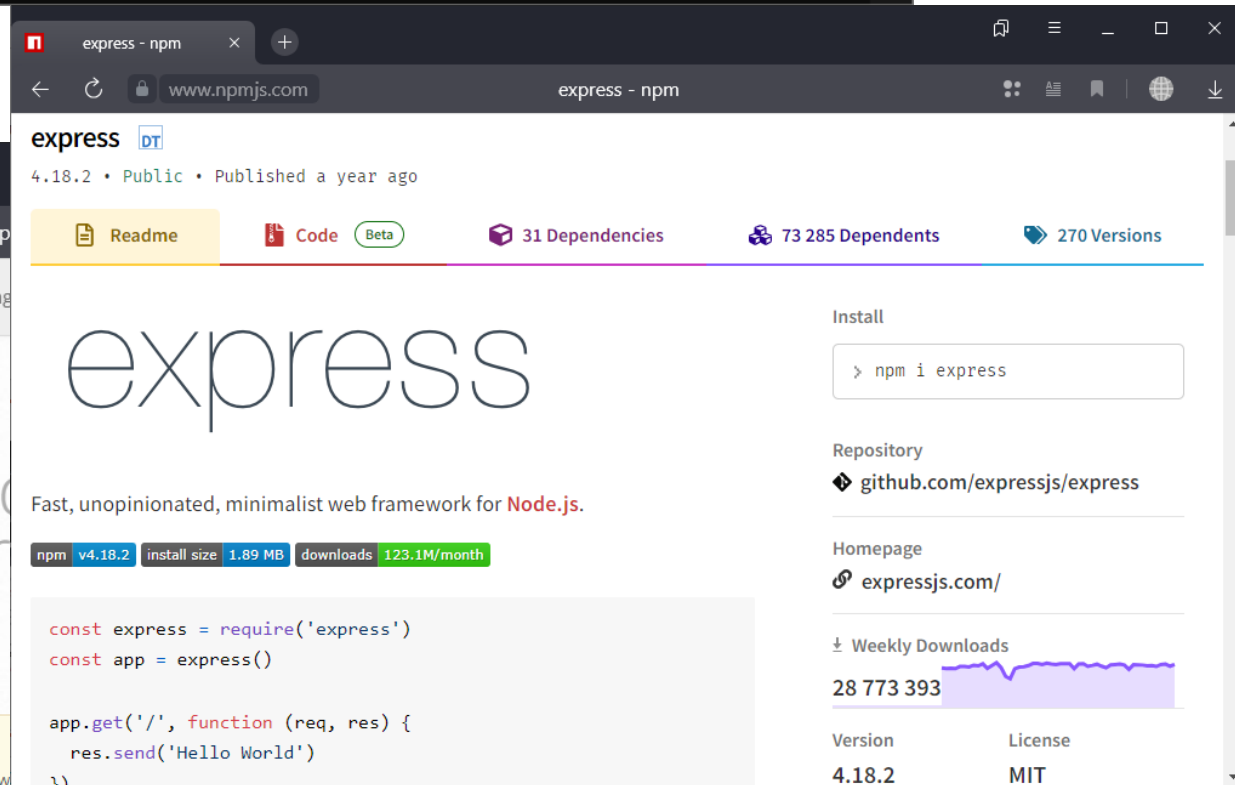 express - npm
www.npmjs.com
express - npm
express DT
4.18.2 • Public • Published a year ago
Readme
Code Beta
31 Dependencies
73 285 Dependents
270 Versions
express
Fast, unopinionated, minimalist web framework for Node.js.
npm v4.18.2 install size 1.89 MB downloads 123.1M/month
const express = require('express')
const app = express()
app.get('/', function (req, res) {
res.send('Hello World')
})
Install
npm i express
Repository
github.com/expressjs/express
Homepage
expressjs.com/
Weekly Downloads
28 773 393
Version
4.18.2
License
MIT